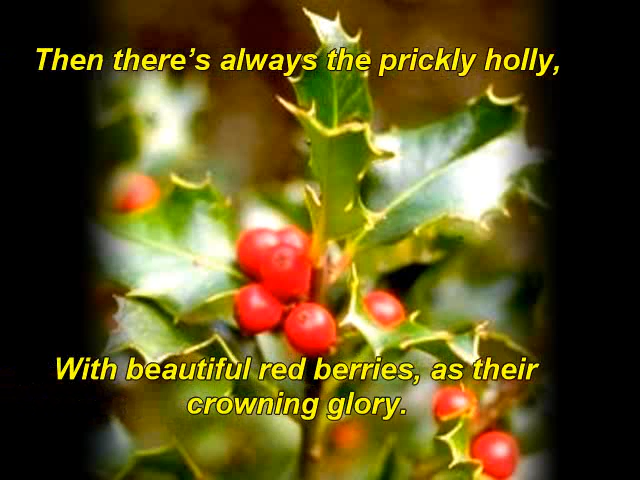 Then there’s always the prickly holly,
With beautiful red berries, as their
crowning glory.